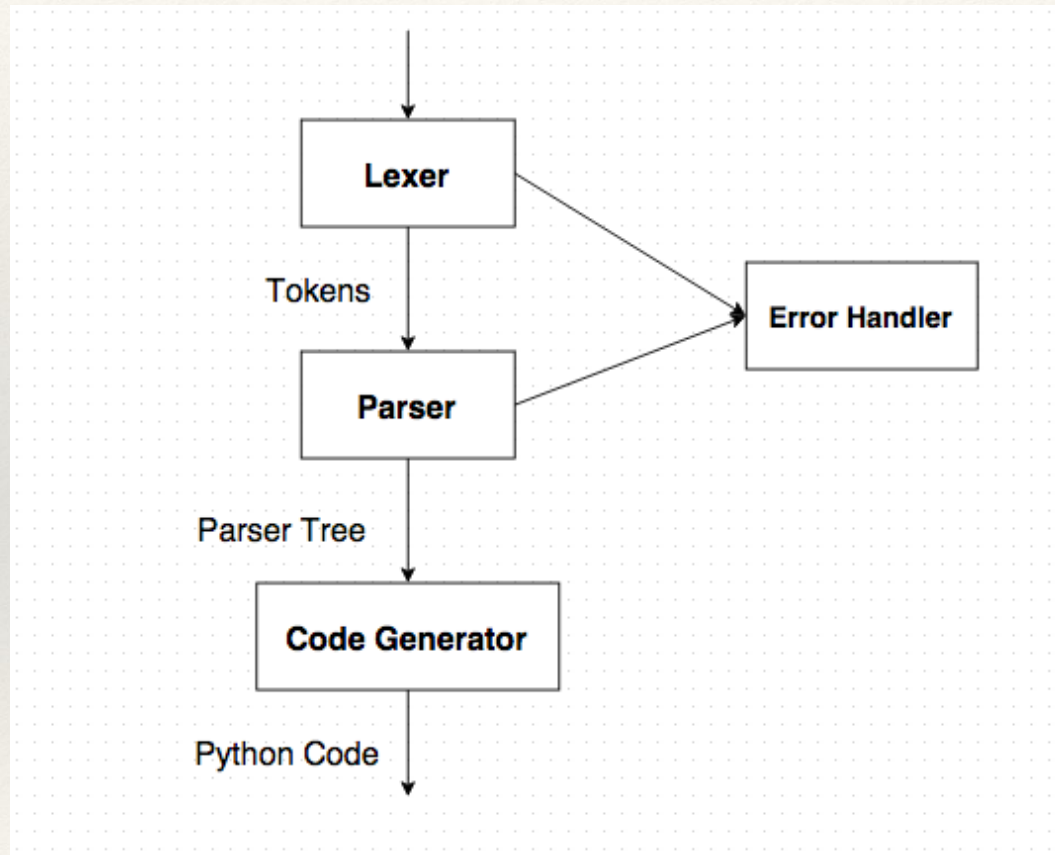 Lexer
Tokens
Error Handler
Parser
Parser Tree
Code Generator
Python Code